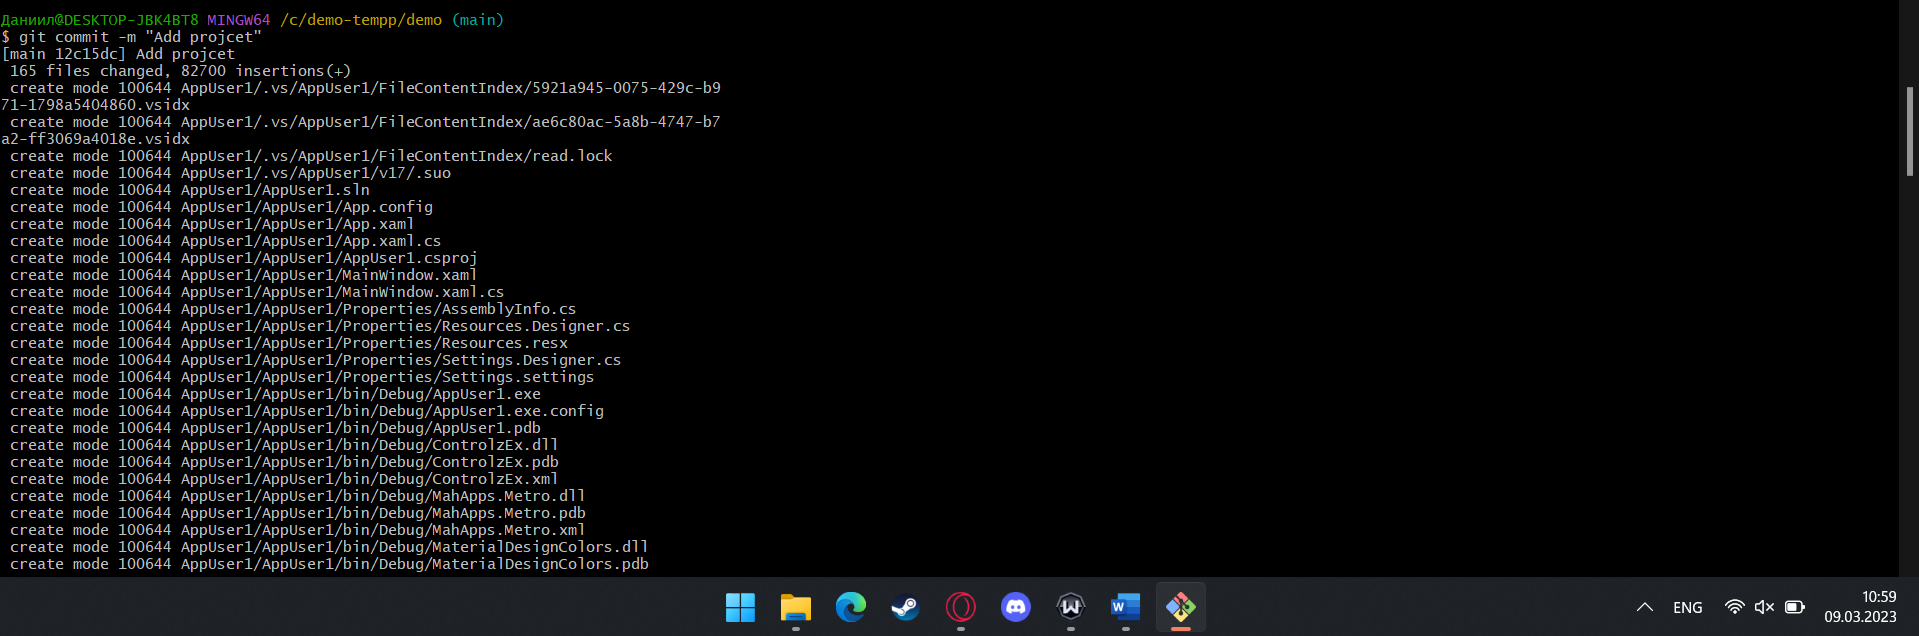 Даниил@DESKTOP-JBK4BT8 MINGW64 /c/demo-tempp/demo (main)
$ git commit -m "Add projcet"
[main 12c15dc] Add projcet
 165 files changed, 82700 insertions(+)
 create mode 100644 AppUser1/.vs/AppUser1/FileContentIndex/5921a945-0075-429c-b9
71-1798a5404860.vsidx
 create mode 100644 AppUser1/.vs/AppUser1/FileContentIndex/ae6c80ac-5a8b-4747-b7
a2-ff3069a4018e.vsidx
 create mode 100644 AppUser1/.vs/AppUser1/FileContentIndex/read.lock
 create mode 100644 AppUser1/.vs/AppUser1/v17/.suo
 create mode 100644 AppUser1/AppUser1.sln
 create mode 100644 AppUser1/AppUser1/App.config
 create mode 100644 AppUser1/AppUser1/App.xaml
 create mode 100644 AppUser1/AppUser1/App.xaml.cs
 create mode 100644 AppUser1/AppUser1/AppUser1.csproj
 create mode 100644 AppUser1/AppUser1/MainWindow.xaml
 create mode 100644 AppUser1/AppUser1/MainWindow.xaml.cs
 create mode 100644 AppUser1/AppUser1/Properties/AssemblyInfo.cs
 create mode 100644 AppUser1/AppUser1/Properties/Resources.Designer.cs
 create mode 100644 AppUser1/AppUser1/Properties/Resources.resx
 create mode 100644 AppUser1/AppUser1/Properties/Settings.Designer.cs
 create mode 100644 AppUser1/AppUser1/Properties/Settings.settings
 create mode 100644 AppUser1/AppUser1/bin/Debug/AppUser1.exe
 create mode 100644 AppUser1/AppUser1/bin/Debug/AppUser1.exe.config
 create mode 100644 AppUser1/AppUser1/bin/Debug/AppUser1.pdb
 create mode 100644 AppUser1/AppUser1/bin/Debug/ControlzEx.dll
 create mode 100644 AppUser1/AppUser1/bin/Debug/ControlzEx.pdb
 create mode 100644 AppUser1/AppUser1/bin/Debug/ControlzEx.xml
 create mode 100644 AppUser1/AppUser1/bin/Debug/MahApps.Metro.dll
 create mode 100644 AppUser1/AppUser1/bin/Debug/MahApps.Metro.pdb
 create mode 100644 AppUser1/AppUser1/bin/Debug/MahApps.Metro.xml
 create mode 100644 AppUser1/AppUser1/bin/Debug/MaterialDesignColors.dll
 create mode 100644 AppUser1/AppUser1/bin/Debug/MaterialDesignColors.pdb
W
W
ENG
10:59
09.03.2023